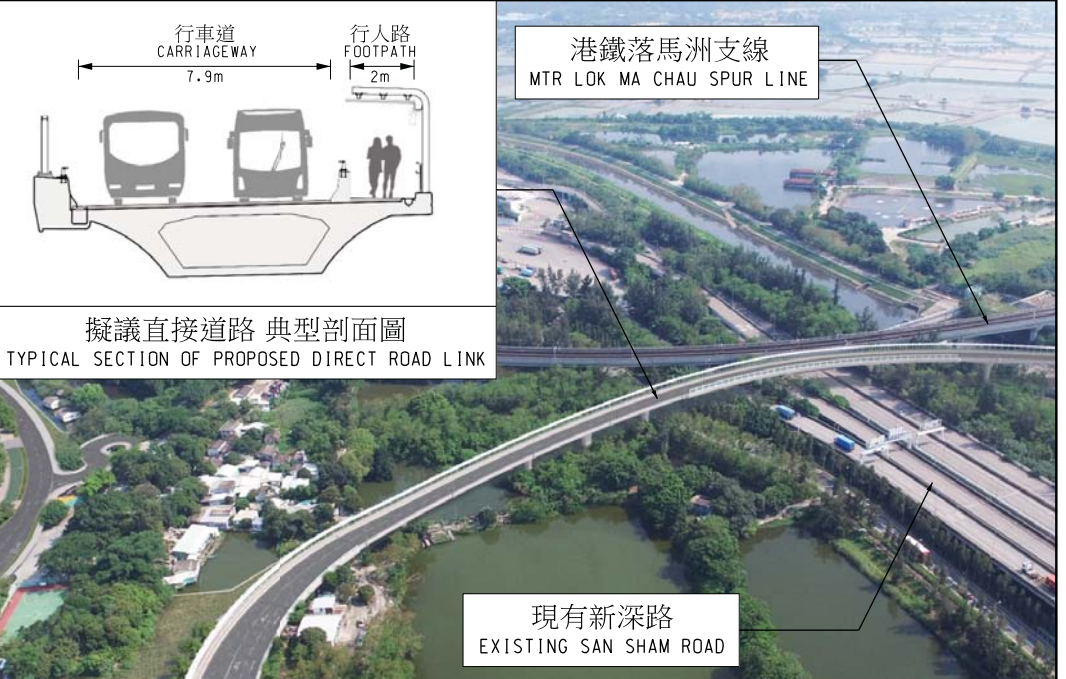 行車道
CARRIAGEWAY
7.9m
行人路
FOOTPATH
2m
擬議直接道路 典型剖面圖
TYPICAL SECTION OF PROPOSED DIRECT ROAD LINK
港鐵落馬洲支線
MTR LOK MA CHAU SPUR LINE
現有新深路
EXISTING SAN SHAM ROAD